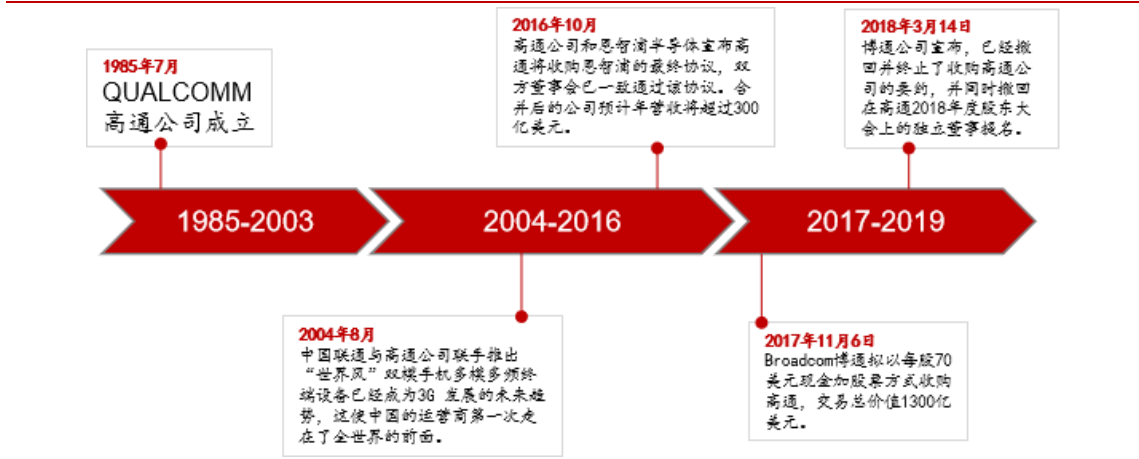 1985年7月
QUALCOMM
高通公司成立
2016年10月
高通公司和恩智浦半导体宣布高
通将收购恩智浦的最终协议，双
方董事会已一致通过该协议。合
并后的公司预计年营收将超过300
亿美元。
2018年3月14日
博通公司宣布，已经撤
回并终止了收购高通公
司的要约，并同时撤回
在高通2018年度股东大
会上的独立董事提名。
1985-2003
2004-2016
2017-2019
2004年8月
中国联通与高通公司联手推出
“世界风”双模手机多模多频终
端设备已经成为3G 发展的未来趋
势，这使中国的运营商第一次走
在了全世界的前面。
2017年11月6日
Broadcom博通拟以每股70
美元现金加股票方式收购
高通，交易总价值1300亿
美元。